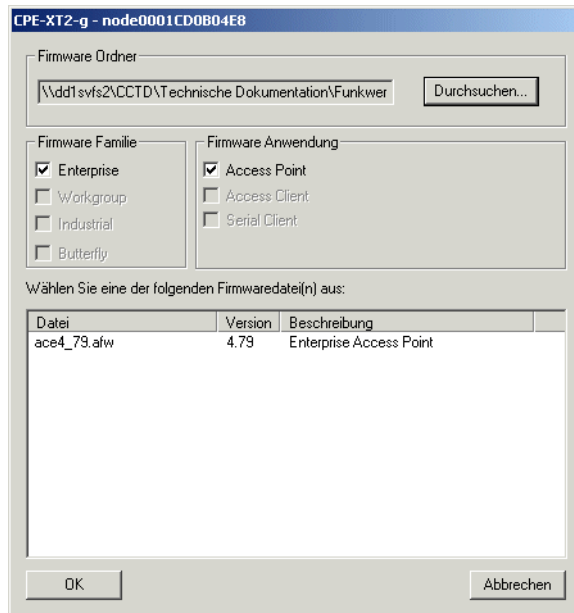 CPE-XT2-g - node0001CD0B04E8
Firmware Ordner
\\dd1svfs2\CCTD\Technische Dokumentation\Funkwer
Durchsuchen...
Firmware Familie
Enterprise
Workgroup
Industrial
Butterfly
Firmware Anwendung
Access Point
Access Client
Serial Client
Wählen Sie eine der folgenden Firmwaredatei(n) aus:
Datei Version Beschreibung
ace4_79.afw 4.79 Enterprise Access Point
OK Abbrechen